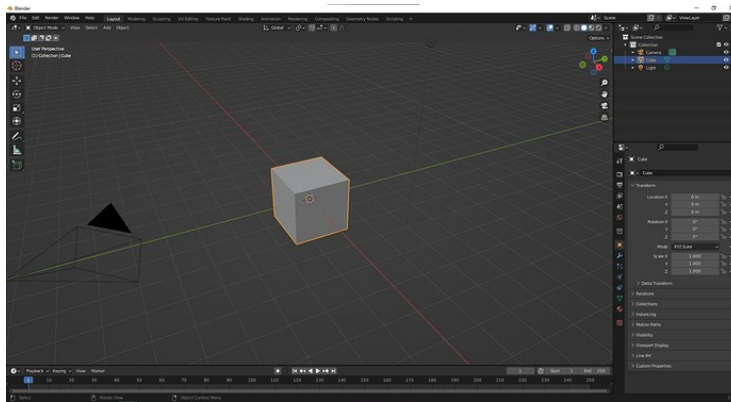 Blender
File Edit Render Window Help Layout Modeling Sculpting UV Editing Texture Paint Shading Animation Rendering Compositing Geometry Nodes Scripting + Scene ViewLayer
Object Mode View Select Add Object Global
Options
User Perspective
(1) Collection | Cube
Scene Collection
Collection
Camera
Cube
Light
Cube
Cube
Transform
Location X 0 m
Y 0 m
Z 0 m
Rotation X 0°
Y 0°
Z 0°
Mode XYZ Euler
Scale X 1.000
Y 1.000
Z 1.000
Delta Transform
Relations
Collections
Instancing
Motion Paths
Visibility
Viewport Display
Line Art
Custom Properties
Playback Keying View Marker 1 Start 1 End 250
1 10 20 30 40 50 60 70 80 90 100 110 120 130 140 150 160 170 180 190 200 210 220 230 240 250
Select Rotate View Object Context Menu